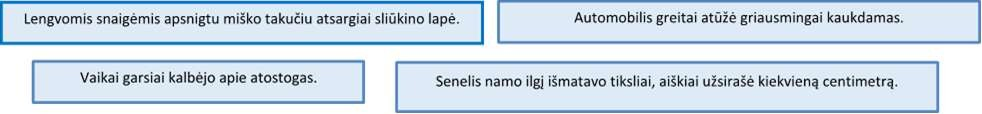 Lengvomis snaigėmis apsnigtu miško takučiu atsargiai sliūkino lapė.
Automobilis greitai atūžė griausmingai kaukdamas.
Vaikai garsiai kalbėjo apie atostogas.
Senelis namo ilgį išmatavo tiksliai, aiškiai užsirašė kiekvieną centimetrą.